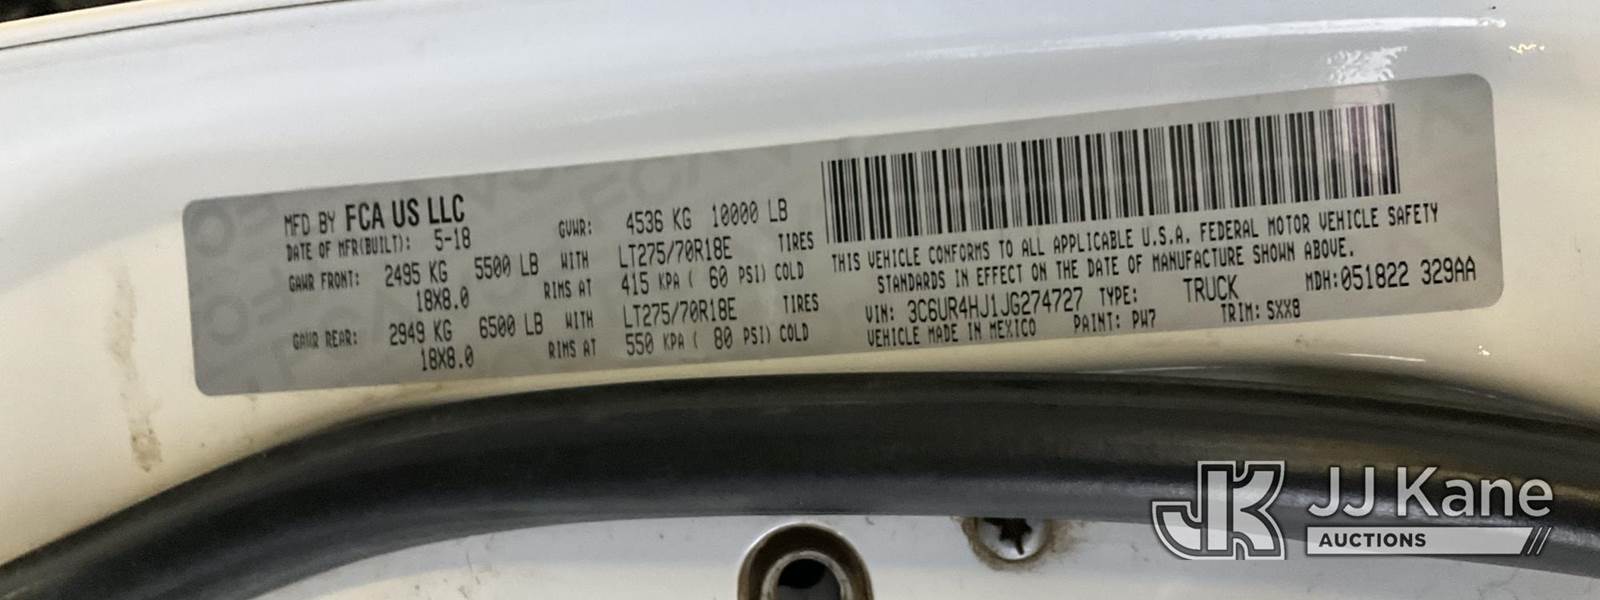 MFD BY FCA US LLC
DATE OF MFR(BUILT): 5-18 GVWR: 4536 KG 10000 LB
GAWR FRONT: 2495 KG 5500 LB WITH LT275/70R18E TIRES
18X8.0 RIMS AT 415 KPA ( 60 PSI) COLD
GAWR REAR: 2949 KG 6500 LB WITH LT275/70R18E TIRES
18X8.0 RIMS AT 550 KPA ( 80 PSI) COLD
THIS VEHICLE CONFORMS TO ALL APPLICABLE U.S.A. FEDERAL MOTOR VEHICLE SAFETY
STANDARDS IN EFFECT ON THE DATE OF MANUFACTURE SHOWN ABOVE.
VIN: 3C6UR4HJ1JG274727 TYPE: TRUCK MDH:051822 329AA
VEHICLE MADE IN MEXICO PAINT: PW7 TRIM: SXX8
JK JJ Kane
AUCTIONS